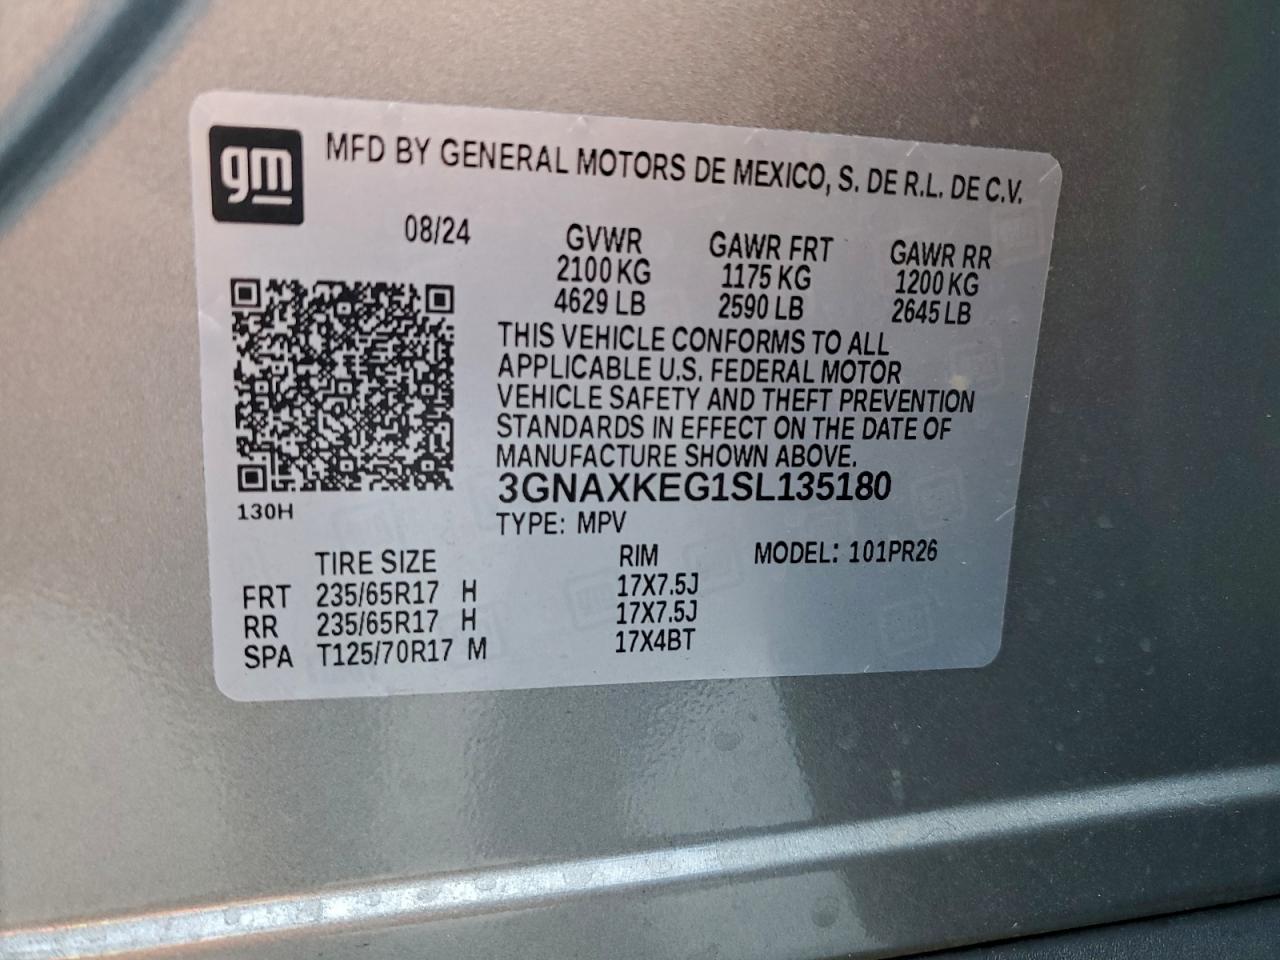 gm
MFD BY GENERAL MOTORS DE MEXICO, S. DE R.L. DE C.V.
08/24 GVWR GAWR FRT GAWR RR
2100 KG 1175 KG 1200 KG
4629 LB 2590 LB 2645 LB
THIS VEHICLE CONFORMS TO ALL
APPLICABLE U.S. FEDERAL MOTOR
VEHICLE SAFETY AND THEFT PREVENTION
STANDARDS IN EFFECT ON THE DATE OF
MANUFACTURE SHOWN ABOVE.
3GNAXKEG1SL135180
130H
TYPE: MPV
TIRE SIZE RIM MODEL: 101PR26
FRT 235/65R17 H 17X7.5J
RR 235/65R17 H 17X7.5J
SPA T125/70R17 M 17X4BT